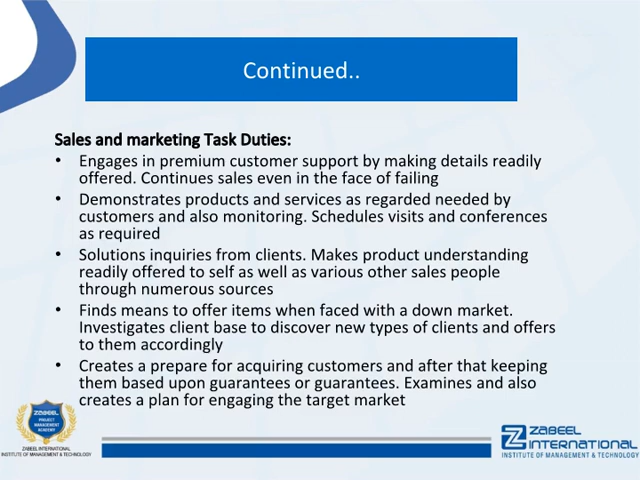 Continued..
Sales and marketing Task Duties:
• Engages in premium customer support by making details readily
offered. Continues sales even in the face of failing
• Demonstrates products and services as regarded needed by
customers and also monitoring. Schedules visits and conferences
as required
• Solutions inquiries from clients. Makes product understanding
readily offered to self as well as various other sales people
through numerous sources
• Finds means to offer items when faced with a down market.
Investigates client base to discover new types of clients and offers
to them accordingly
• Creates a prepare for acquiring customers and after that keeping
them based upon guarantees or guarantees. Examines and also
creates a plan for engaging the target market
ZABEEL
PROJECT
MANAGEMENT
ACADEMY
ZABEEL INTERNATIONAL
INSTITUTE OF MANAGEMENT & TECHNOLOGY
ZABEEL
INTERNATIONAL
INSTITUTE OF MANAGEMENT & TECHNOLOGY